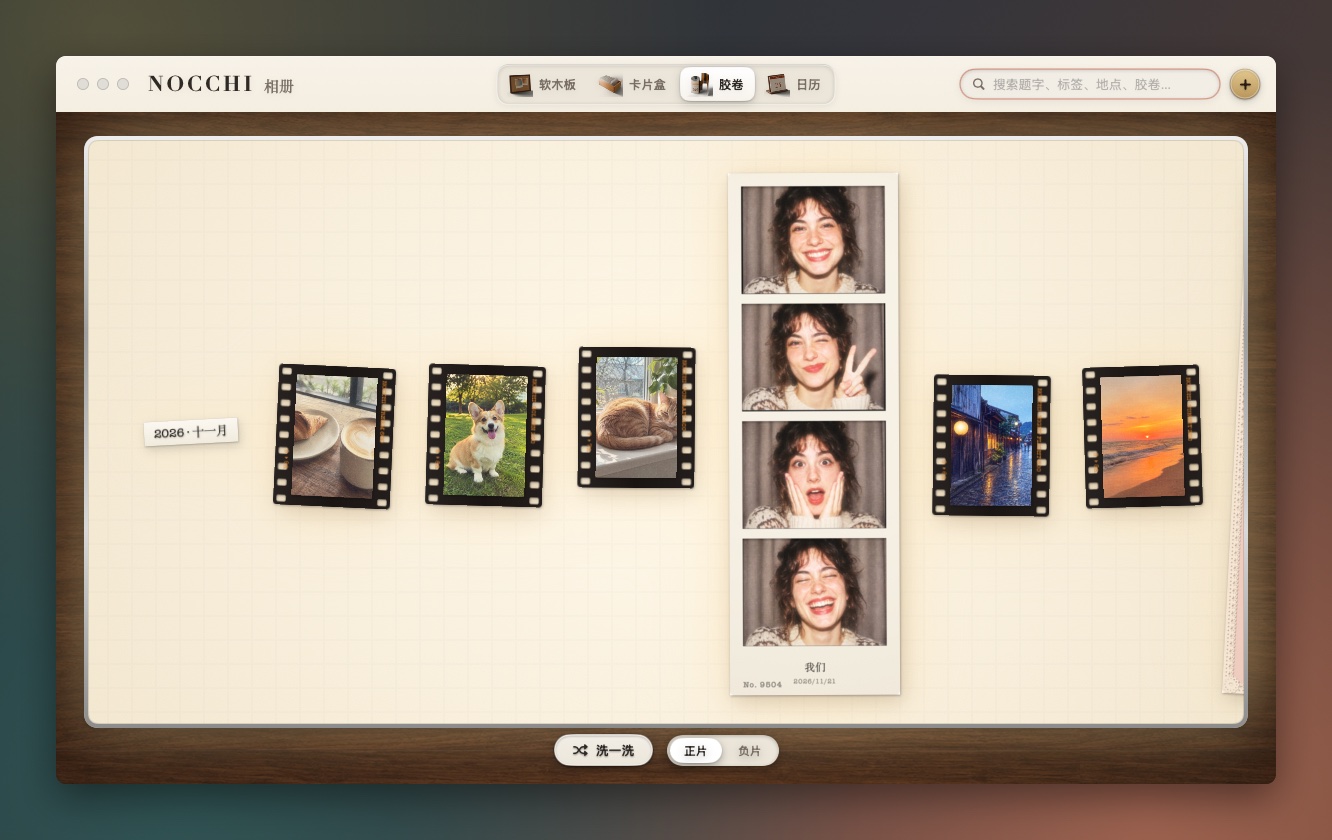 NOCCHI 相册
软木板
卡片盒
胶卷
日历
搜索题字、标签、地点、胶卷...
2026·十一月
我们
No. 9504 2026/11/21
洗一洗
正片
负片